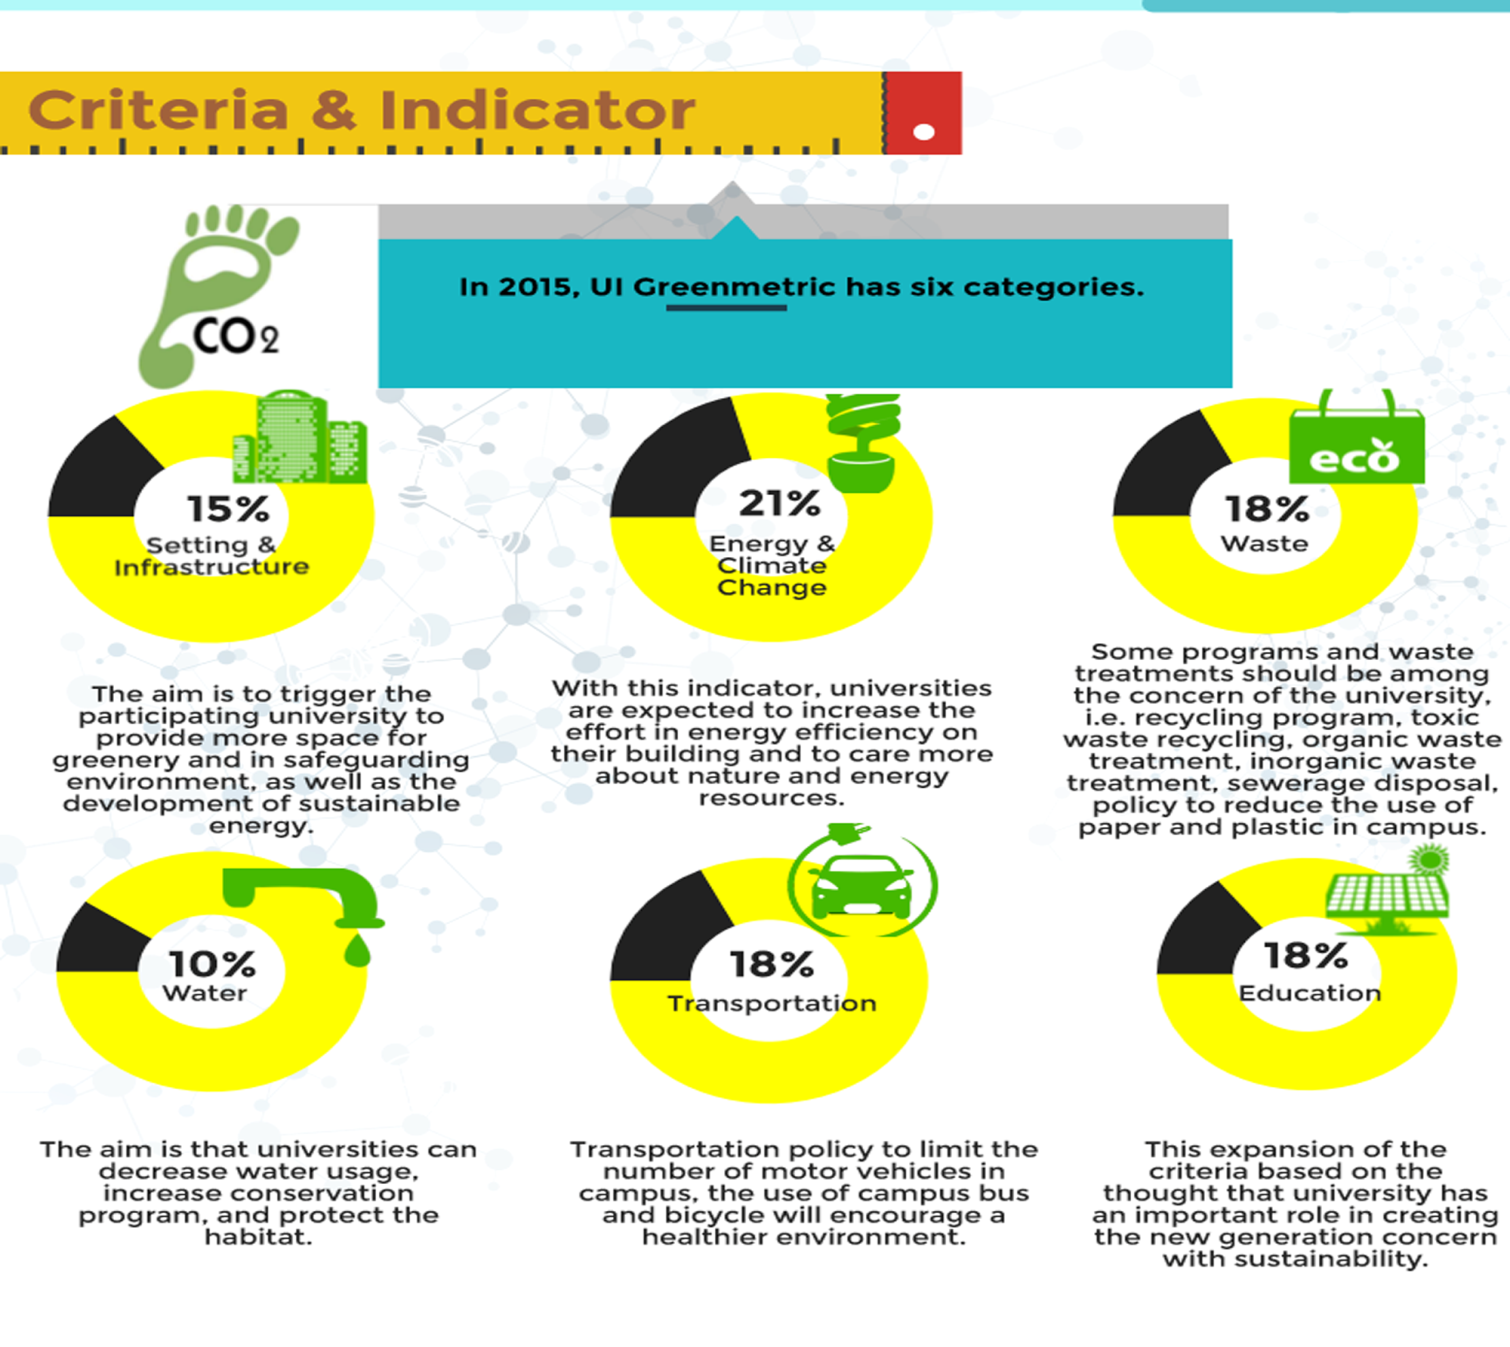 Criteria & Indicator
CO2
In 2015, UI Greenmetric has six categories.
15%
Setting &
Infrastructure
21%
Energy &
Climate
Change
eco
18%
Waste
The aim is to trigger the
participating university to
provide more space for
greenery and in safeguarding
environment, as well as the
development of sustainable
energy.
With this indicator, universities
are expected to increase the
effort in energy efficiency on
their building and to care more
about nature and energy
resources.
Some programs and waste
treatments should be among
the concern of the university,
i.e. recycling program, toxic
waste recycling, organic waste
treatment, inorganic waste
treatment, sewerage disposal,
policy to reduce the use of
paper and plastic in campus.
10%
Water
18%
Transportation
18%
Education
The aim is that universities can
decrease water usage,
increase conservation
program, and protect the
habitat.
Transportation policy to limit the
number of motor vehicles in
campus, the use of campus bus
and bicycle will encourage a
healthier environment.
This expansion of the
criteria based on the
thought that university has
an important role in creating
the new generation concern
with sustainability.